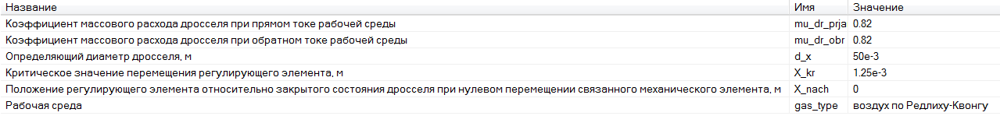 Название Имя Значение
Коэффициент массового расхода дросселя при прямом токе рабочей среды mu_dr_prja 0.82
Коэффициент массового расхода дросселя при обратном токе рабочей среды mu_dr_obr 0.82
Определяющий диаметр дросселя, м d_x 50e-3
Критическое значение перемещения регулирующего элемента, м X_kr 1.25e-3
Положение регулирующего элемента относительно закрытого состояния дросселя при нулевом перемещении связанного механического элемента, м X_nach 0
Рабочая среда gas_type воздух по Редлиху-Квонгу